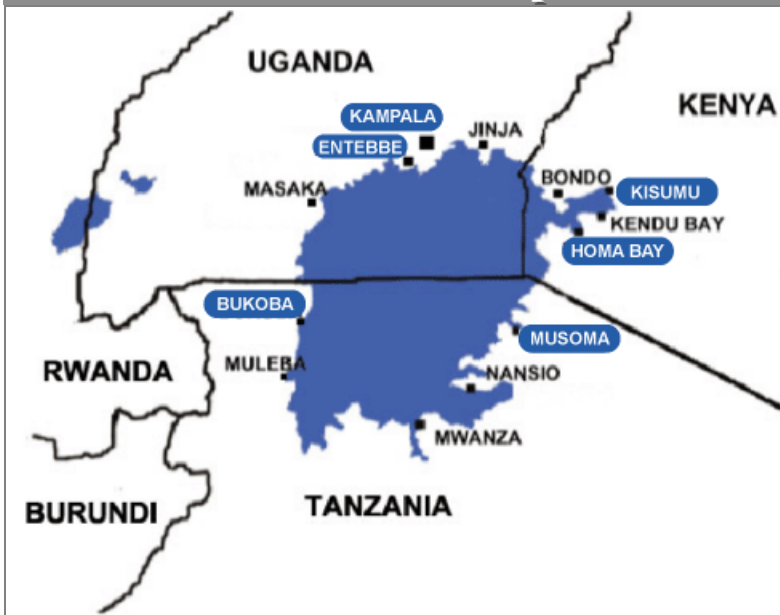 UGANDA
KENYA
KAMPALA
JINJA
ENTEBBE
BONDO
KISUMU
MASAKA
KENDU BAY
HOMA BAY
BUKOBA
MUSOMA
MULEBA
RWANDA
NANSIO
MWANZA
BURUNDI
TANZANIA